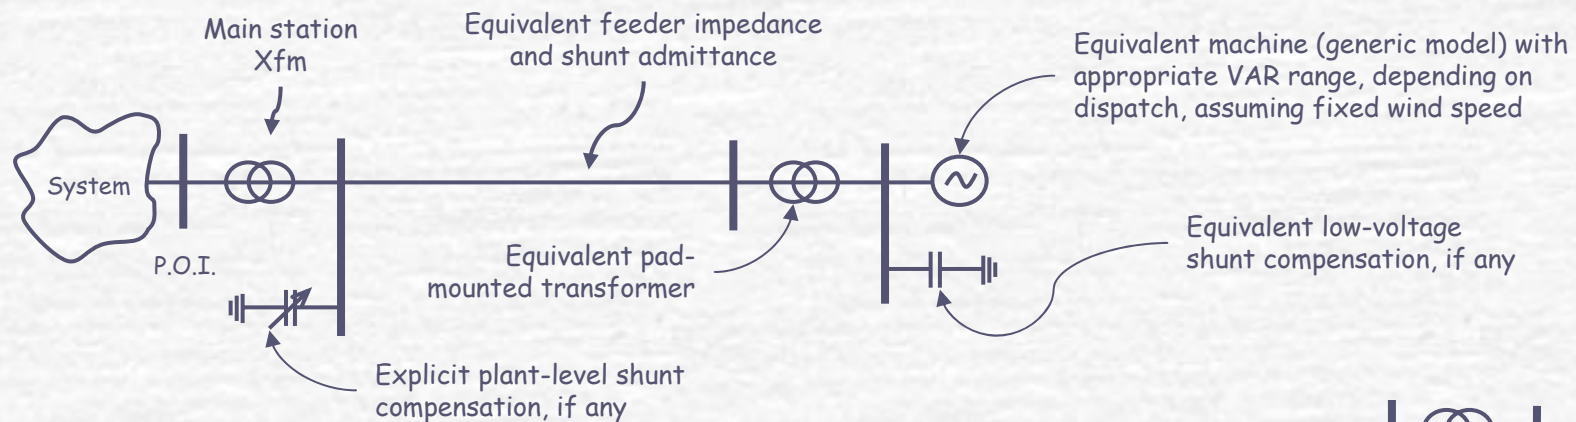 Main station
Xfm
Equivalent feeder impedance
and shunt admittance
Equivalent machine (generic model) with
appropriate VAR range, depending on
dispatch, assuming fixed wind speed
System
P.O.I.
Equivalent pad-
mounted transformer
Equivalent low-voltage
shunt compensation, if any
Explicit plant-level shunt
compensation, if any